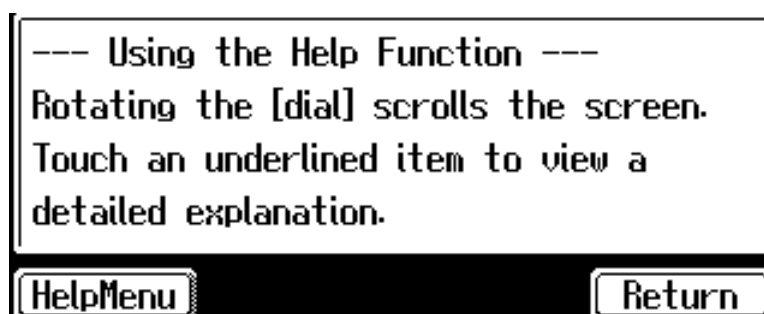 --- Using the Help Function ---
Rotating the [dial] scrolls the screen.
Touch an underlined item to view a
detailed explanation.
HelpMenu Return